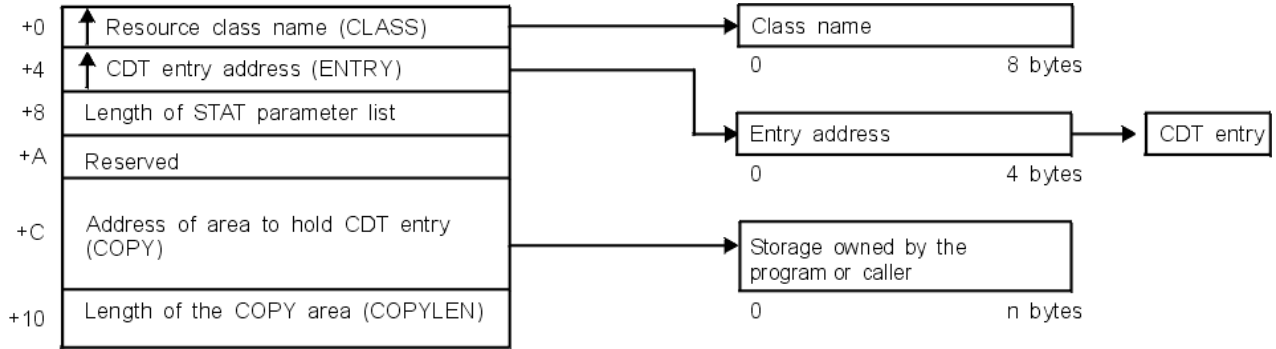 +0 Resource class name (CLASS)
Class name
0 8 bytes
+4 CDT entry address (ENTRY)
+8 Length of STAT parameter list
Entry address
CDT entry
0 4 bytes
+A Reserved
+C Address of area to hold CDT entry
(COPY)
Storage owned by the
program or caller
0 n bytes
+10 Length of the COPY area (COPYLEN)